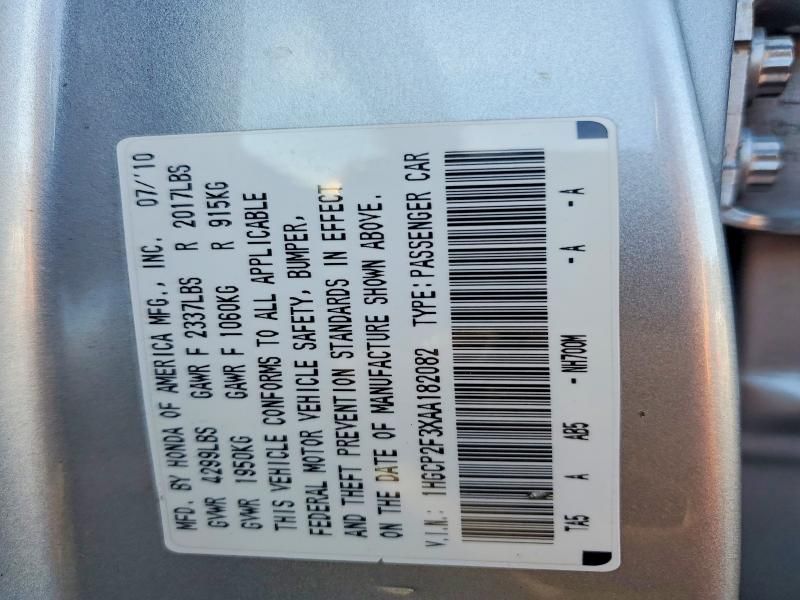 MFD. BY HONDA OF AMERICA MFG., INC. 07/'10
GVWR 4299LBS GAWR F 2337LBS R 2017LBS
GVWR 1950KG GAWR F 1060KG R 915KG
THIS VEHICLE CONFORMS TO ALL APPLICABLE
FEDERAL MOTOR VEHICLE SAFETY, BUMPER,
AND THEFT PREVENTION STANDARDS IN EFFECT
ON THE DATE OF MANUFACTURE SHOWN ABOVE.
V.I.N.: 1HGCP2F3XAA182082 TYPE: PASSENGER CAR
TA5 A AB5 - NH700M - A - A